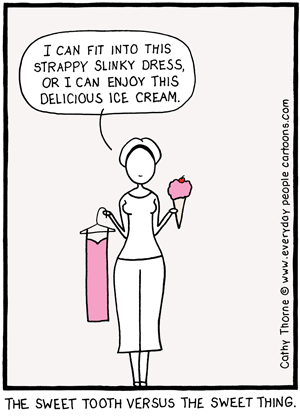 I CAN FIT INTO THIS
STRAPPY SLINKY DRESS,
OR I CAN ENJOY THIS
DELICIOUS ICE CREAM.
Cathy Thorne © www.everyday people cartoons.com
THE SWEET TOOTH VERSUS THE SWEET THING.